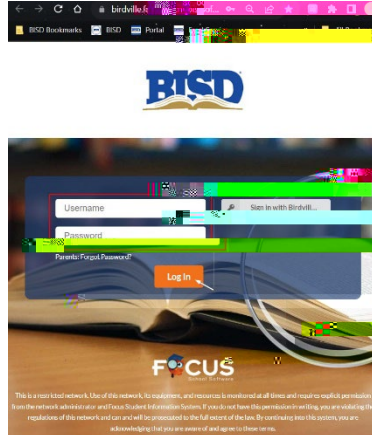 birdville.f
BISD Bookmarks BISD Portal
BISD
Username
Sign in with Birdvill...
Password
Parents: Forgot Password?
Log In
FOCUS
School Software
This is a restricted network. Use of this network, its equipment, and resources is monitored at all times and requires explicit permission
from the network administrator and Focus Student Information System. If you do not have this permission in writing, you are violating the
regulations of this network and can and will be prosecuted to the full extent of the law. By continuing into this system, you are
acknowledging that you are aware of and agree to these terms.